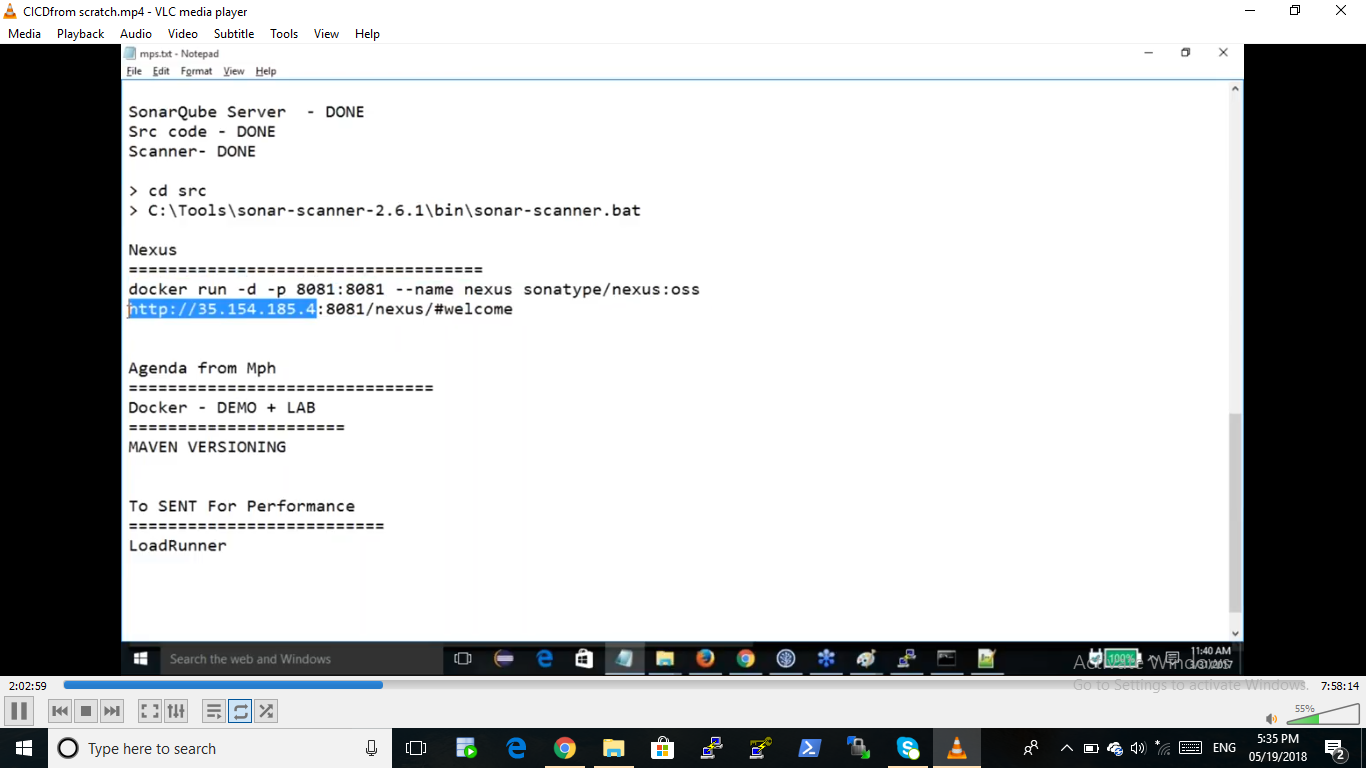 CICDfrom scratch.mp4 - VLC media player
Media Playback Audio Video Subtitle Tools View Help
mps.txt - Notepad
File Edit Format View Help
SonarQube Server  - DONE
Src code - DONE
Scanner- DONE
> cd src
> C:\Tools\sonar-scanner-2.6.1\bin\sonar-scanner.bat
Nexus
====================================
docker run -d -p 8081:8081 --name nexus sonatype/nexus:oss
http://35.154.185.4:8081/nexus/#welcome
Agenda from Mph
===============================
Docker - DEMO + LAB
======================
MAVEN VERSIONING
To SENT For Performance
==========================
LoadRunner
Search the web and Windows
100%
11:40 AM
Activate Windows
Go to Settings to activate Windows.
2:02:59
7:58:14
55%
Type here to search
ENG
5:35 PM
05/19/2018
2